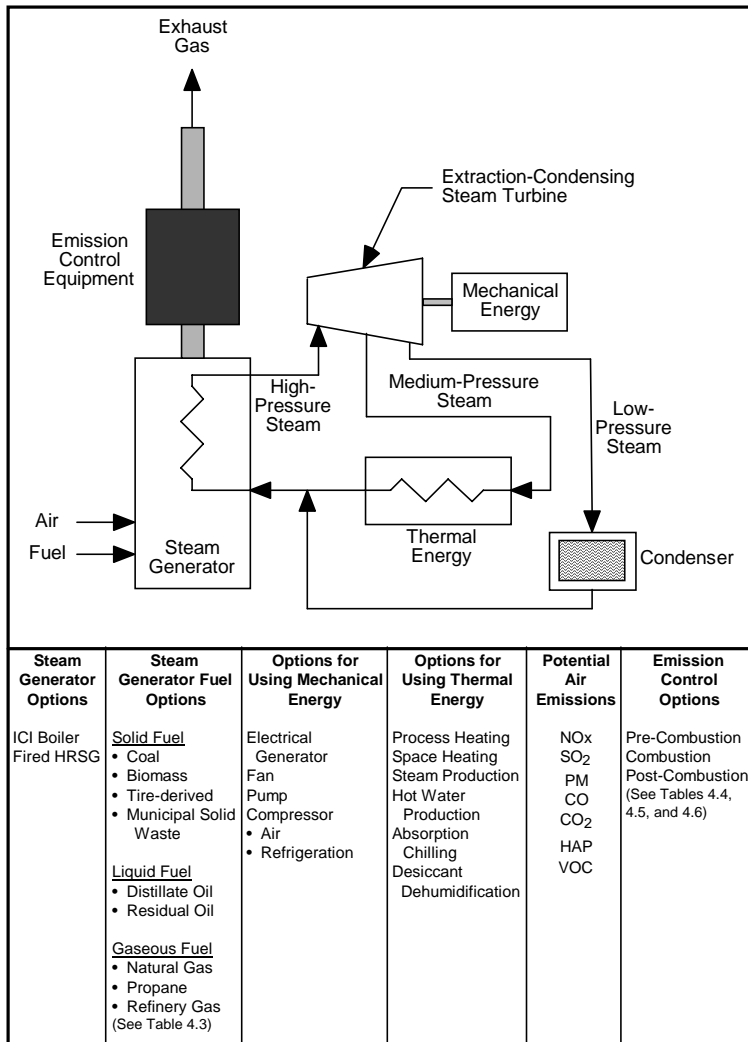 Exhaust
Gas
Extraction-Condensing
Steam Turbine
Emission
Control
Equipment
Mechanical
Energy
High-
Pressure
Steam
Medium-Pressure
Steam
Low-
Pressure
Steam
Air
Fuel
Steam
Generator
Thermal
Energy
Condenser
Steam
Generator
Options
ICI Boiler
Fired HRSG
Steam
Generator Fuel
Options
Solid Fuel
• Coal
• Biomass
• Tire-derived
• Municipal Solid
Waste
Liquid Fuel
• Distillate Oil
• Residual Oil
Gaseous Fuel
• Natural Gas
• Propane
• Refinery Gas
(See Table 4.3)
Options for
Using Mechanical
Energy
Electrical
Generator
Fan
Pump
Compressor
• Air
• Refrigeration
Options for
Using Thermal
Energy
Process Heating
Space Heating
Steam Production
Hot Water
Production
Absorption
Chilling
Desiccant
Dehumidification
Potential
Air
Emissions
NOx
SO2
PM
CO
CO2
HAP
VOC
Emission
Control
Options
Pre-Combustion
Combustion
Post-Combustion
(See Tables 4.4,
4.5, and 4.6)